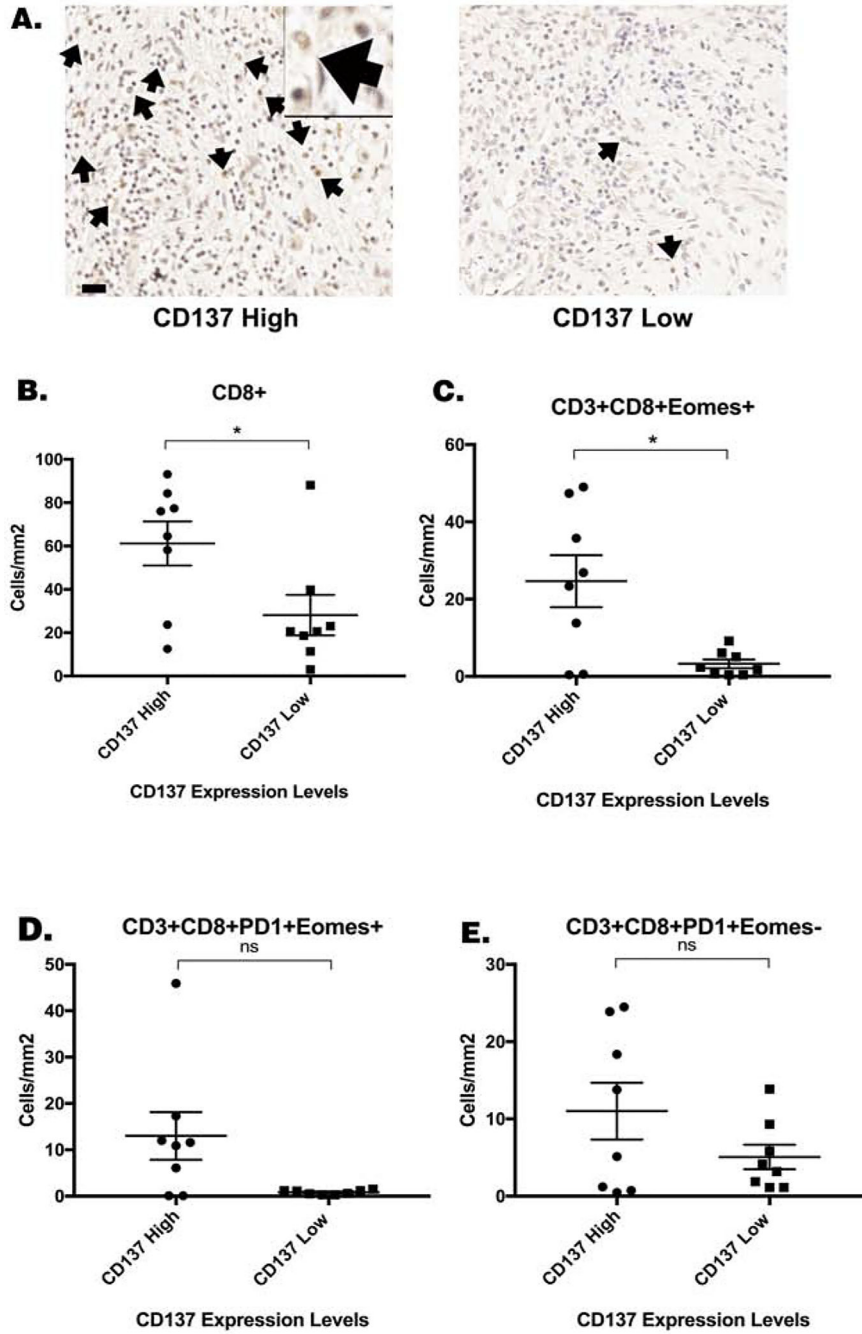 A.
CD137 High
CD137 Low
B.
CD8+
*
Cells/mm2
100
80
60
40
20
0
CD137 High
CD137 Low
CD137 Expression Levels
C.
CD3+CD8+Eomes+
*
Cells/mm2
60
40
20
0
CD137 High
CD137 Low
CD137 Expression Levels
D.
CD3+CD8+PD1+Eomes+
ns
Cells/mm2
50
40
30
20
10
0
CD137 High
CD137 Low
CD137 Expression Levels
E.
CD3+CD8+PD1+Eomes-
ns
Cells/mm2
30
20
10
0
CD137 High
CD137 Low
CD137 Expression Levels